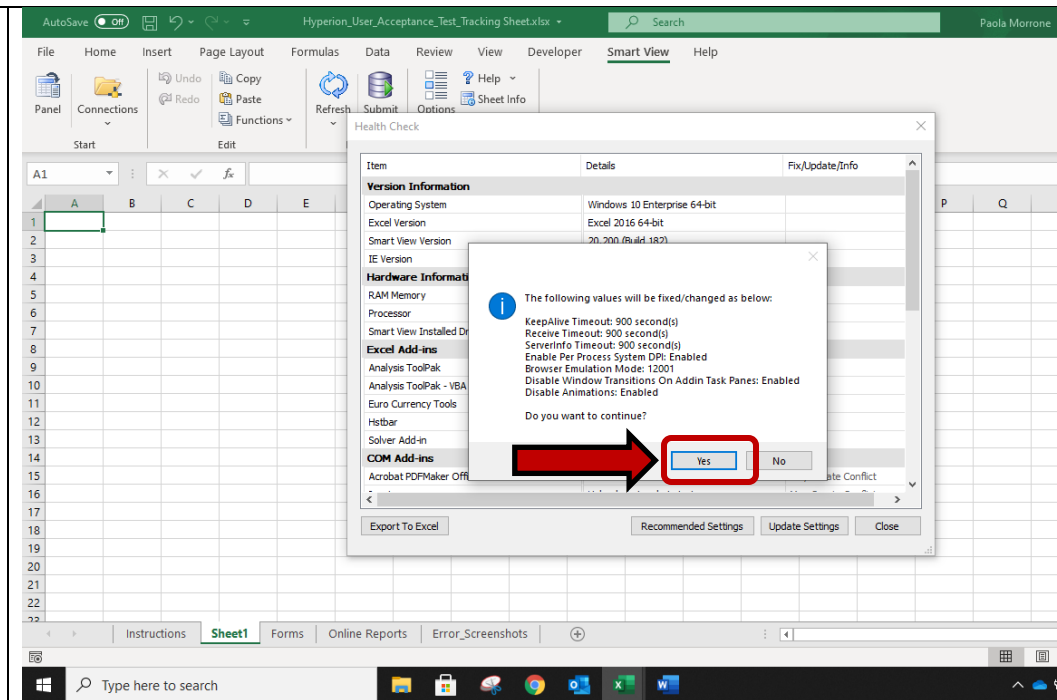 AutoSave Off Hyperion_User_Acceptance_Test_Tracking Sheet.xlsx Search Paola Morrone
File Home Insert Page Layout Formulas Data Review View Developer Smart View Help
Panel Connections Undo Redo Copy Paste Functions Refresh Submit Options Help Sheet Info
Start Edit
Health Check
A1 fx
Item Details Fix/Update/Info
Version Information
Operating System Windows 10 Enterprise 64-bit
Excel Version Excel 2016 64-bit
Smart View Version 20.200 (Build 182)
IE Version
Hardware Informati
RAM Memory
Processor
Smart View Installed Dr
Excel Add-ins
Analysis ToolPak
Analysis ToolPak - VBA
Euro Currency Tools
Hstbar
Solver Add-in
COM Add-ins
Acrobat PDFMaker Offi ate Conflict
The following values will be fixed/changed as below:
KeepAlive Timeout: 900 second(s)
Receive Timeout: 900 second(s)
ServerInfo Timeout: 900 second(s)
Enable Per Process System DPI: Enabled
Browser Emulation Mode: 12001
Disable Window Transitions On Addin Task Panes: Enabled
Disable Animations: Enabled
Do you want to continue?
Yes No
Export To Excel Recommended Settings Update Settings Close
A B C D E P Q
1
2
3
4
5
6
7
8
9
10
11
12
13
14
15
16
17
18
19
20
21
22
23
Instructions Sheet1 Forms Online Reports Error_Screenshots
Type here to search